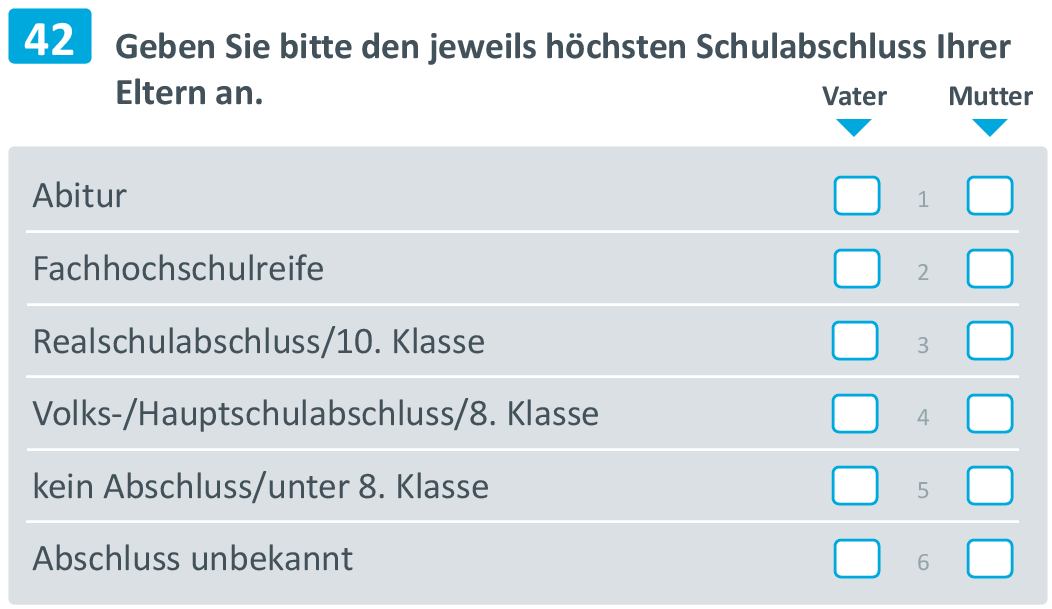 42 Geben Sie bitte den jeweils höchsten Schulabschluss Ihrer
Eltern an.
Vater Mutter
Abitur 1
Fachhochschulreife 2
Realschulabschluss/10. Klasse 3
Volks-/Hauptschulabschluss/8. Klasse 4
kein Abschluss/unter 8. Klasse 5
Abschluss unbekannt 6